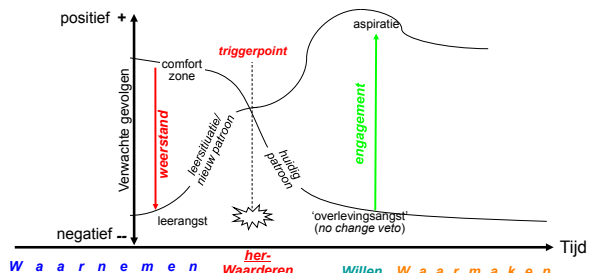 positief +
aspiratie
triggerpoint
comfort
zone
Verwachte gevolgen
weerstand
leersitiuatie/
nieuw patroon
huidig
patroon
engagement
leerangst
'overlevingsangst'
(no change veto)
negatief --
Tijd
W a a r n e m e n
her-
Waarderen
Willen
W a a r m a k e n